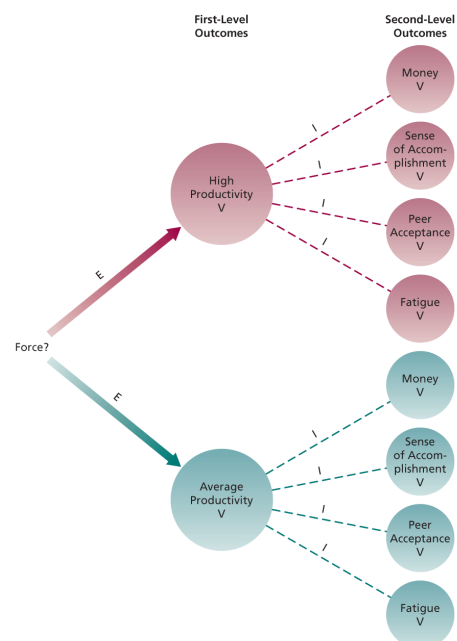 First-Level
Outcomes
Second-Level
Outcomes
Money
V
I
Sense
of Accom-
plishment
V
I
High
Productivity
V
I
Peer
Acceptance
V
I
E
Fatigue
V
Force?
Money
V
E
I
Sense
of Accom-
plishment
V
I
Average
Productivity
V
I
Peer
Acceptance
V
I
Fatigue
V